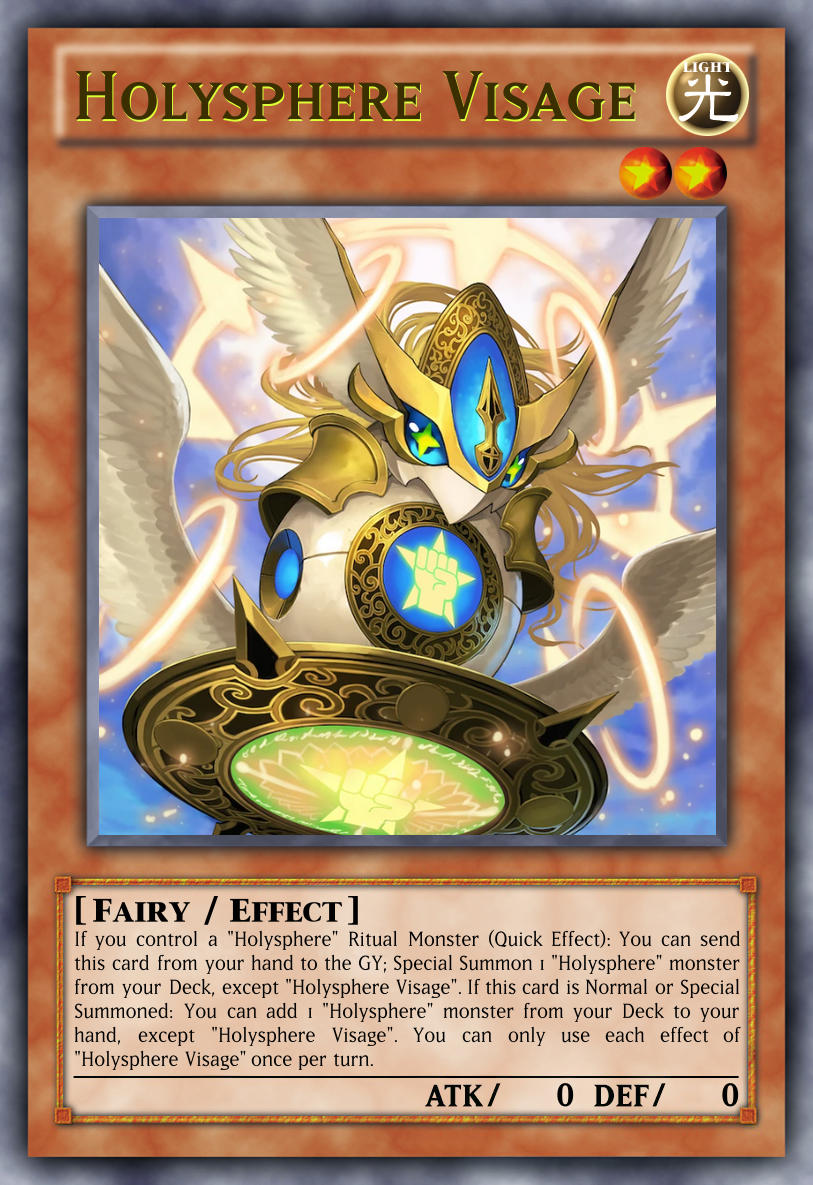 Holysphere Visage
LIGHT
光
[ Fairy / Effect ]
If you control a "Holysphere" Ritual Monster (Quick Effect): You can send
this card from your hand to the GY; Special Summon 1 "Holysphere" monster
from your Deck, except "Holysphere Visage". If this card is Normal or Special
Summoned: You can add 1 "Holysphere" monster from your Deck to your
hand, except "Holysphere Visage". You can only use each effect of
"Holysphere Visage" once per turn.
ATK/ 0 DEF/ 0